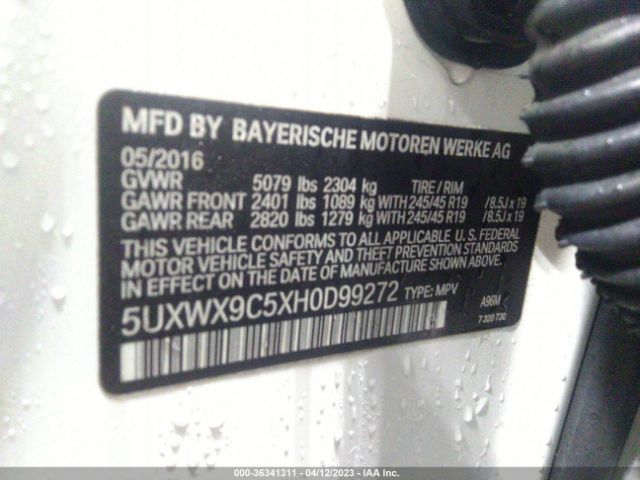 MFD BY BAYERISCHE MOTOREN WERKE AG
05/2016
GVWR 5079 lbs 2304 kg TIRE / RIM
GAWR FRONT 2401 lbs 1089 kg WITH 245/45 R19 /8.5J x 19
GAWR REAR 2820 lbs 1279 kg WITH 245/45 R19 /8.5J x 19
THIS VEHICLE CONFORMS TO ALL APPLICABLE U. S. FEDERAL
MOTOR VEHICLE SAFETY AND THEFT PREVENTION STANDARDS
IN EFFECT ON THE DATE OF MANUFACTURE SHOWN ABOVE.
5UXWX9C5XH0D99272 TYPE: MPV A96M
7 320 730
000-36341311 - 04/12/2023 - IAA Inc.